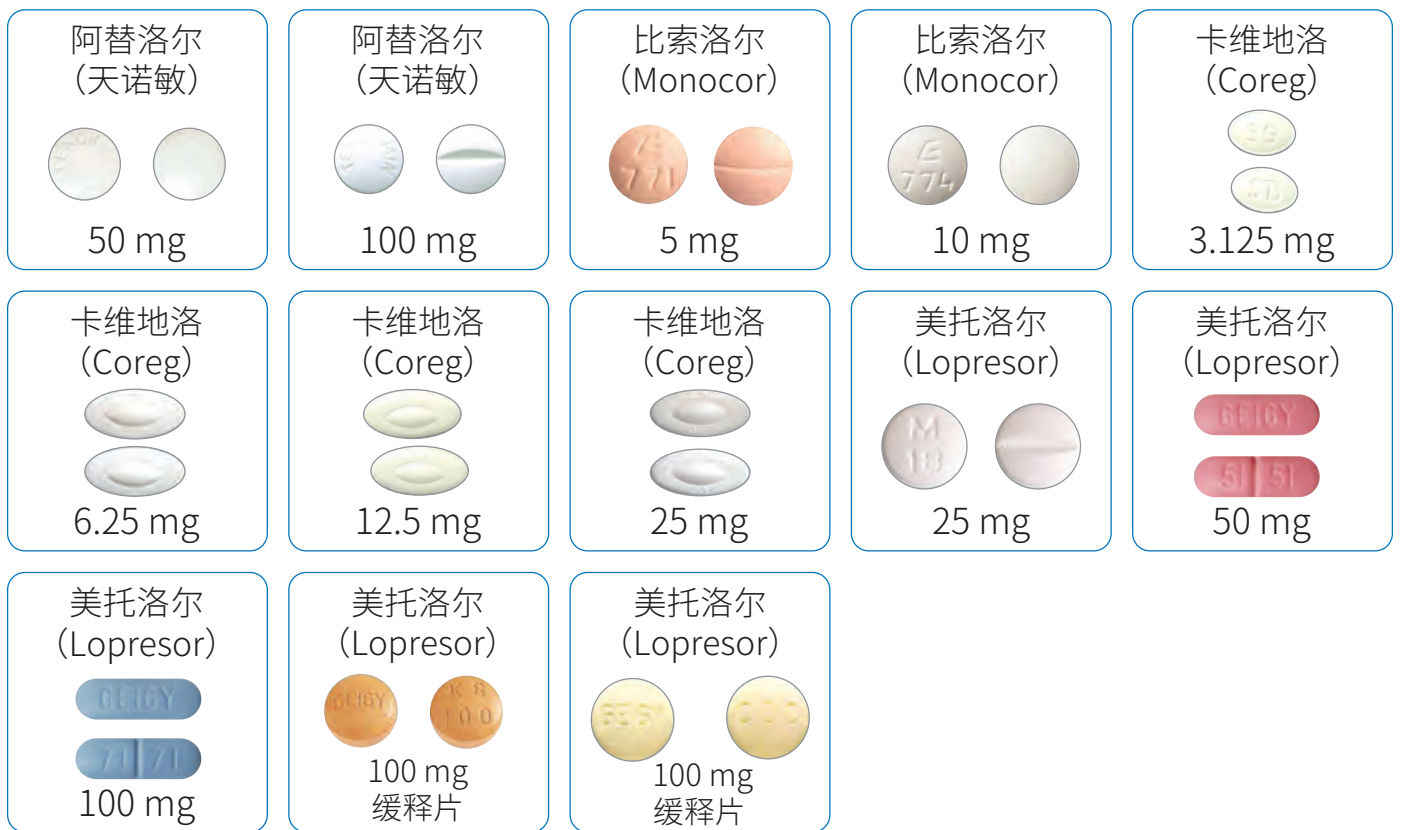 阿替洛尔
（天诺敏）
50 mg
阿替洛尔
（天诺敏）
100 mg
比索洛尔
（Monocor）
E
771
5 mg
比索洛尔
（Monocor）
E
774
10 mg
卡维地洛
（Coreg）
SB
3.125 mg
卡维地洛
（Coreg）
6.25 mg
卡维地洛
（Coreg）
12.5 mg
卡维地洛
（Coreg）
25 mg
美托洛尔
（Lopresor）
M
18
25 mg
美托洛尔
（Lopresor）
GEIGY
51 51
50 mg
美托洛尔
（Lopresor）
GEIGY
71 71
100 mg
美托洛尔
（Lopresor）
GEIGY
100
100 mg
缓释片
美托洛尔
（Lopresor）
100 mg
缓释片